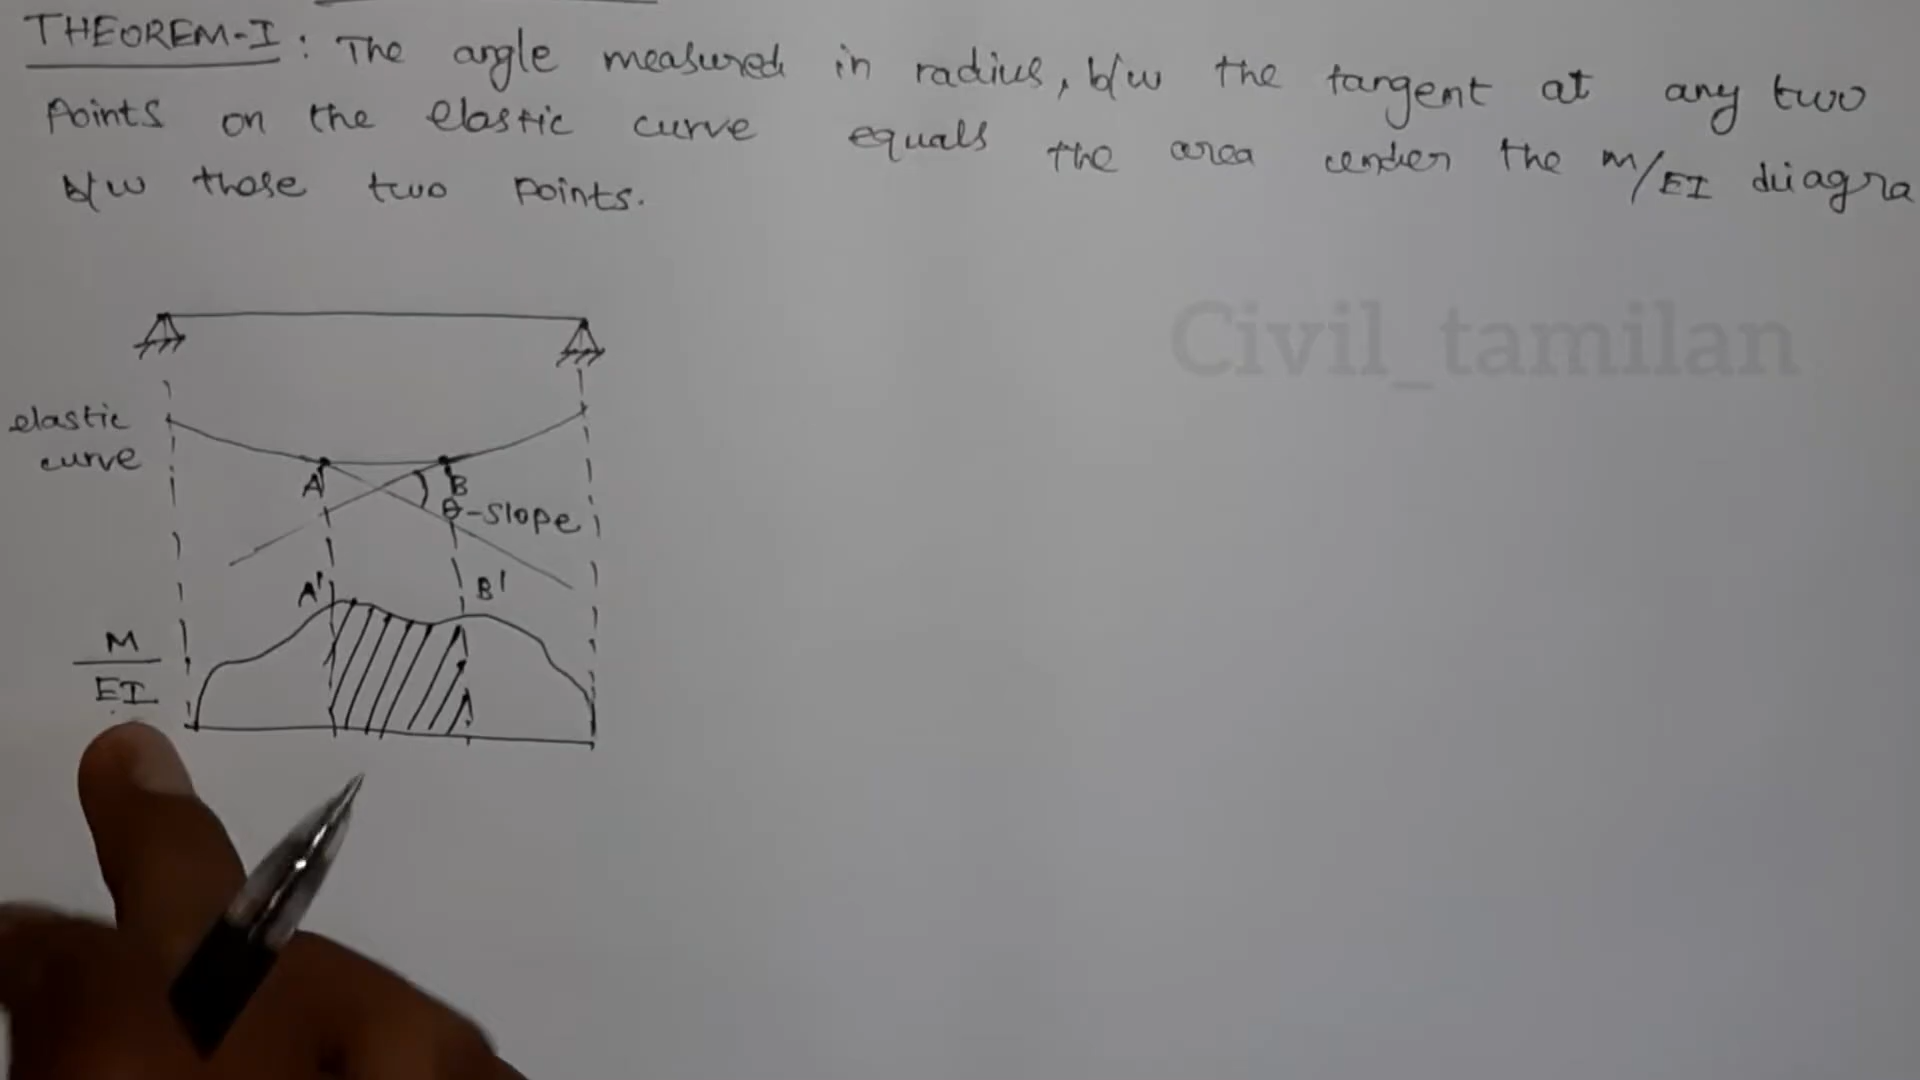 THEOREM-I : The angle measured in radius, b/w the tangent at any two
Points on the elastic curve equals the area under the M/EI diagra
b/w those two Points.
Civil_tamilan
elastic
curve
A
B
θ-slope
A'
B'
M
EI